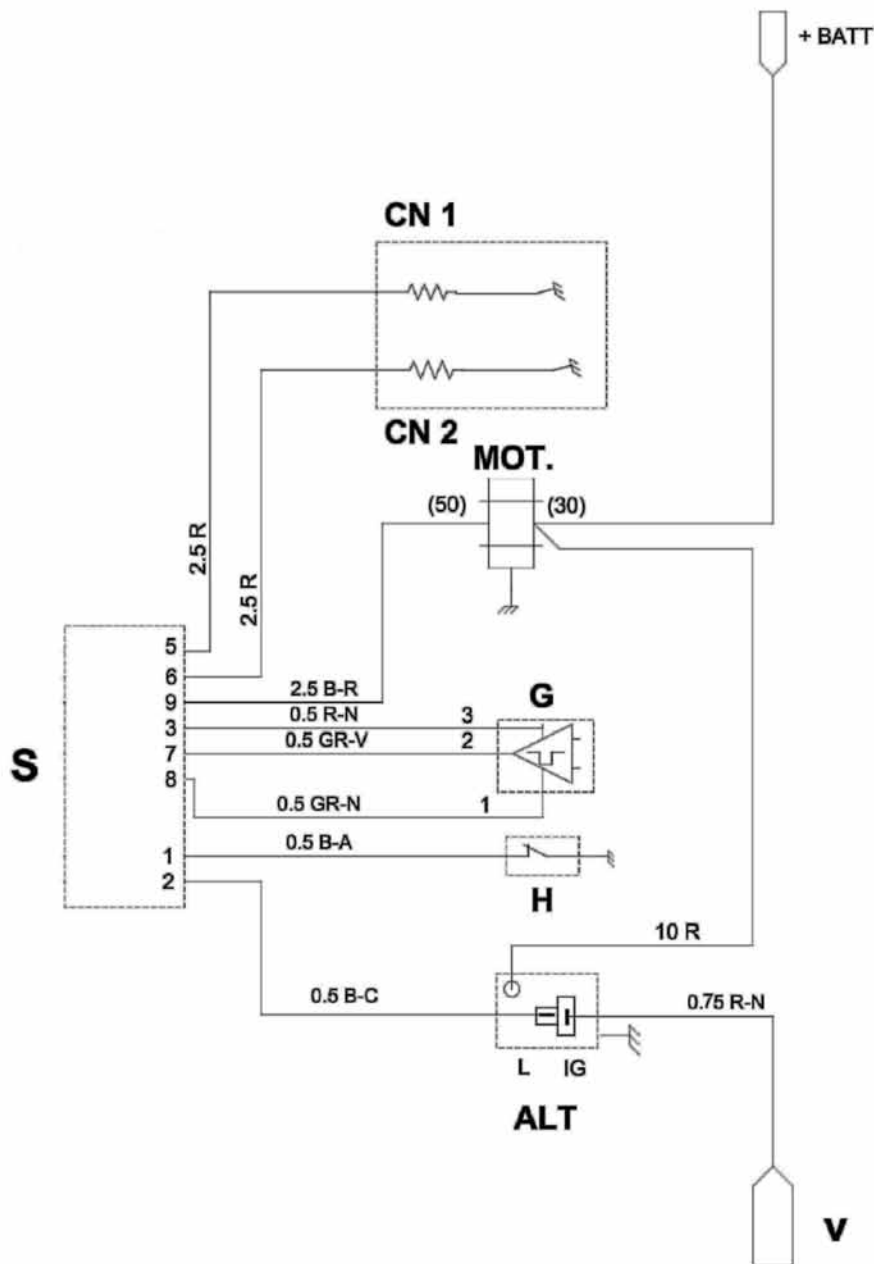 + BATT
CN 1
CN 2
MOT.
(50) (30)
2.5 R
2.5 R
5
6
9 2.5 B-R
3 0.5 R-N 3
G
7 0.5 GR-V 2
S
8
0.5 GR-N 1
1 0.5 B-A
2
H
10 R
0.5 B-C
0.75 R-N
L IG
ALT
V